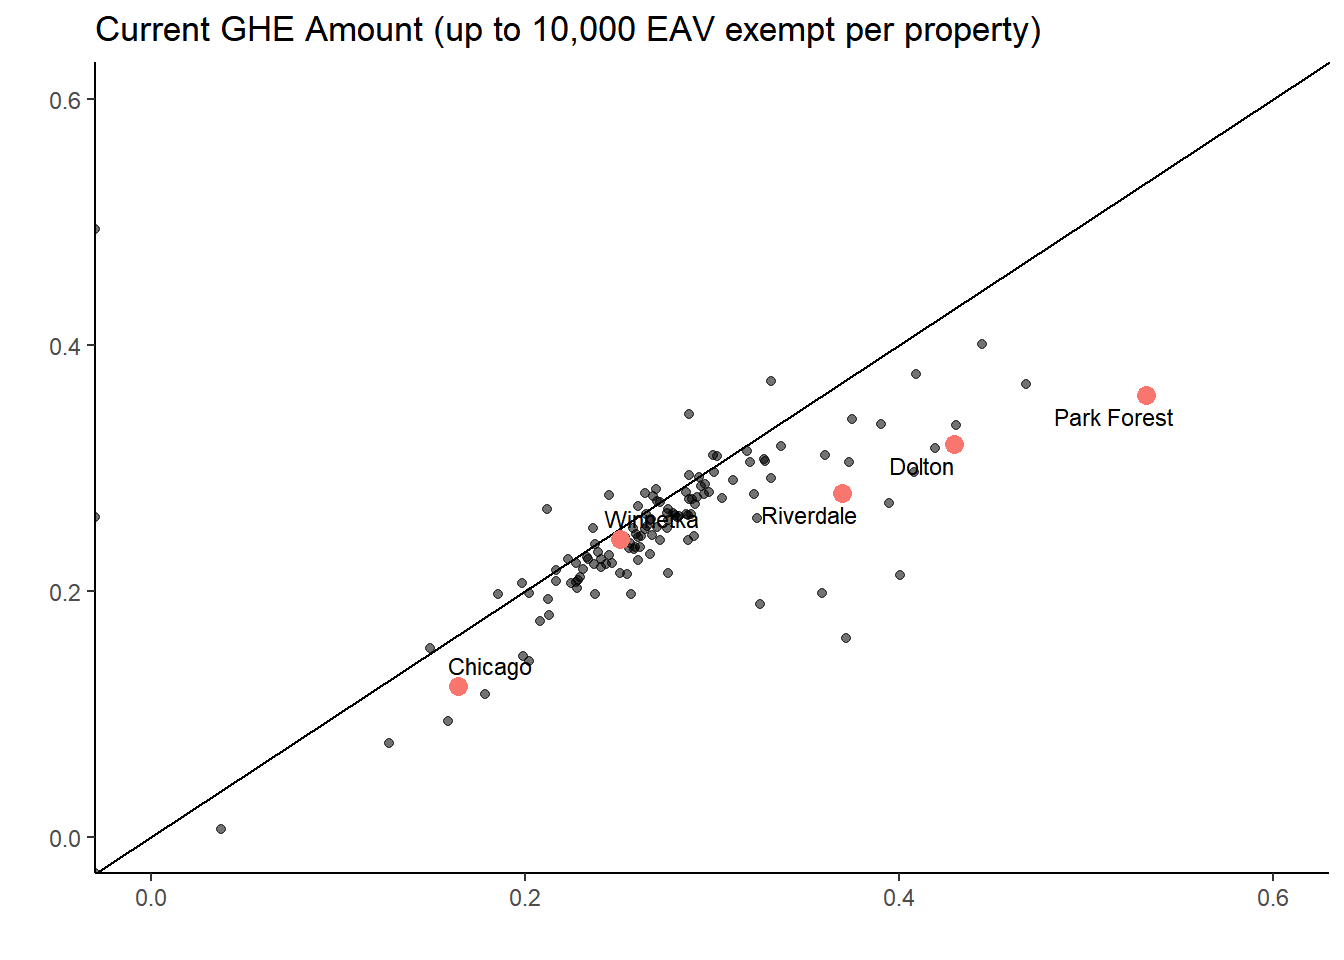 Current GHE Amount (up to 10,000 EAV exempt per property)
0.6
0.4
Park Forest
Dolton
Riverdale
Winnetka
0.2
Chicago
0.0
0.0 0.2 0.4 0.6